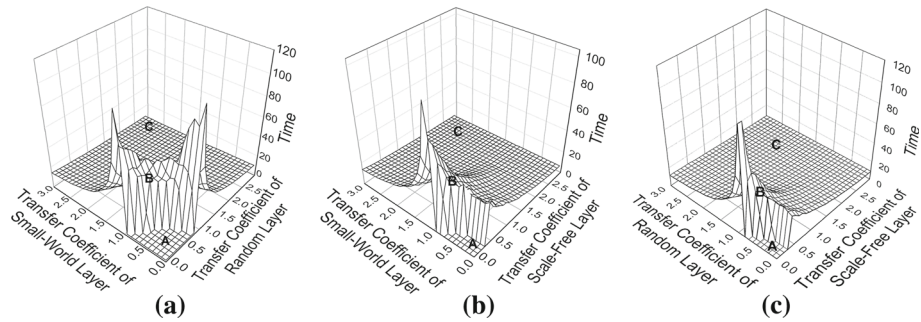 120
100
80
60
40
20
0
Time
C
B
A
3.0
2.5
2.0
1.5
1.0
0.5
0.0
0.0
0.5
1.0
1.5
2.0
2.5
Transfer Coefficient of
Small-World Layer
Transfer Coefficient of
Random Layer
(a)
100
80
60
40
20
0
Time
C
B
A
3.0
2.5
2.0
1.5
1.0
0.5
0.0
0.0
0.5
1.0
1.5
2.0
2.5
Transfer Coefficient of
Small-World Layer
Transfer Coefficient of
Scale-Free Layer
(b)
120
100
80
60
40
20
0
Time
C
B
A
3.0
2.5
2.0
1.5
1.0
0.5
0.0
0.0
0.5
1.0
1.5
2.0
2.5
Transfer Coefficient of
Random Layer
Transfer Coefficient of
Scale-Free Layer
(c)